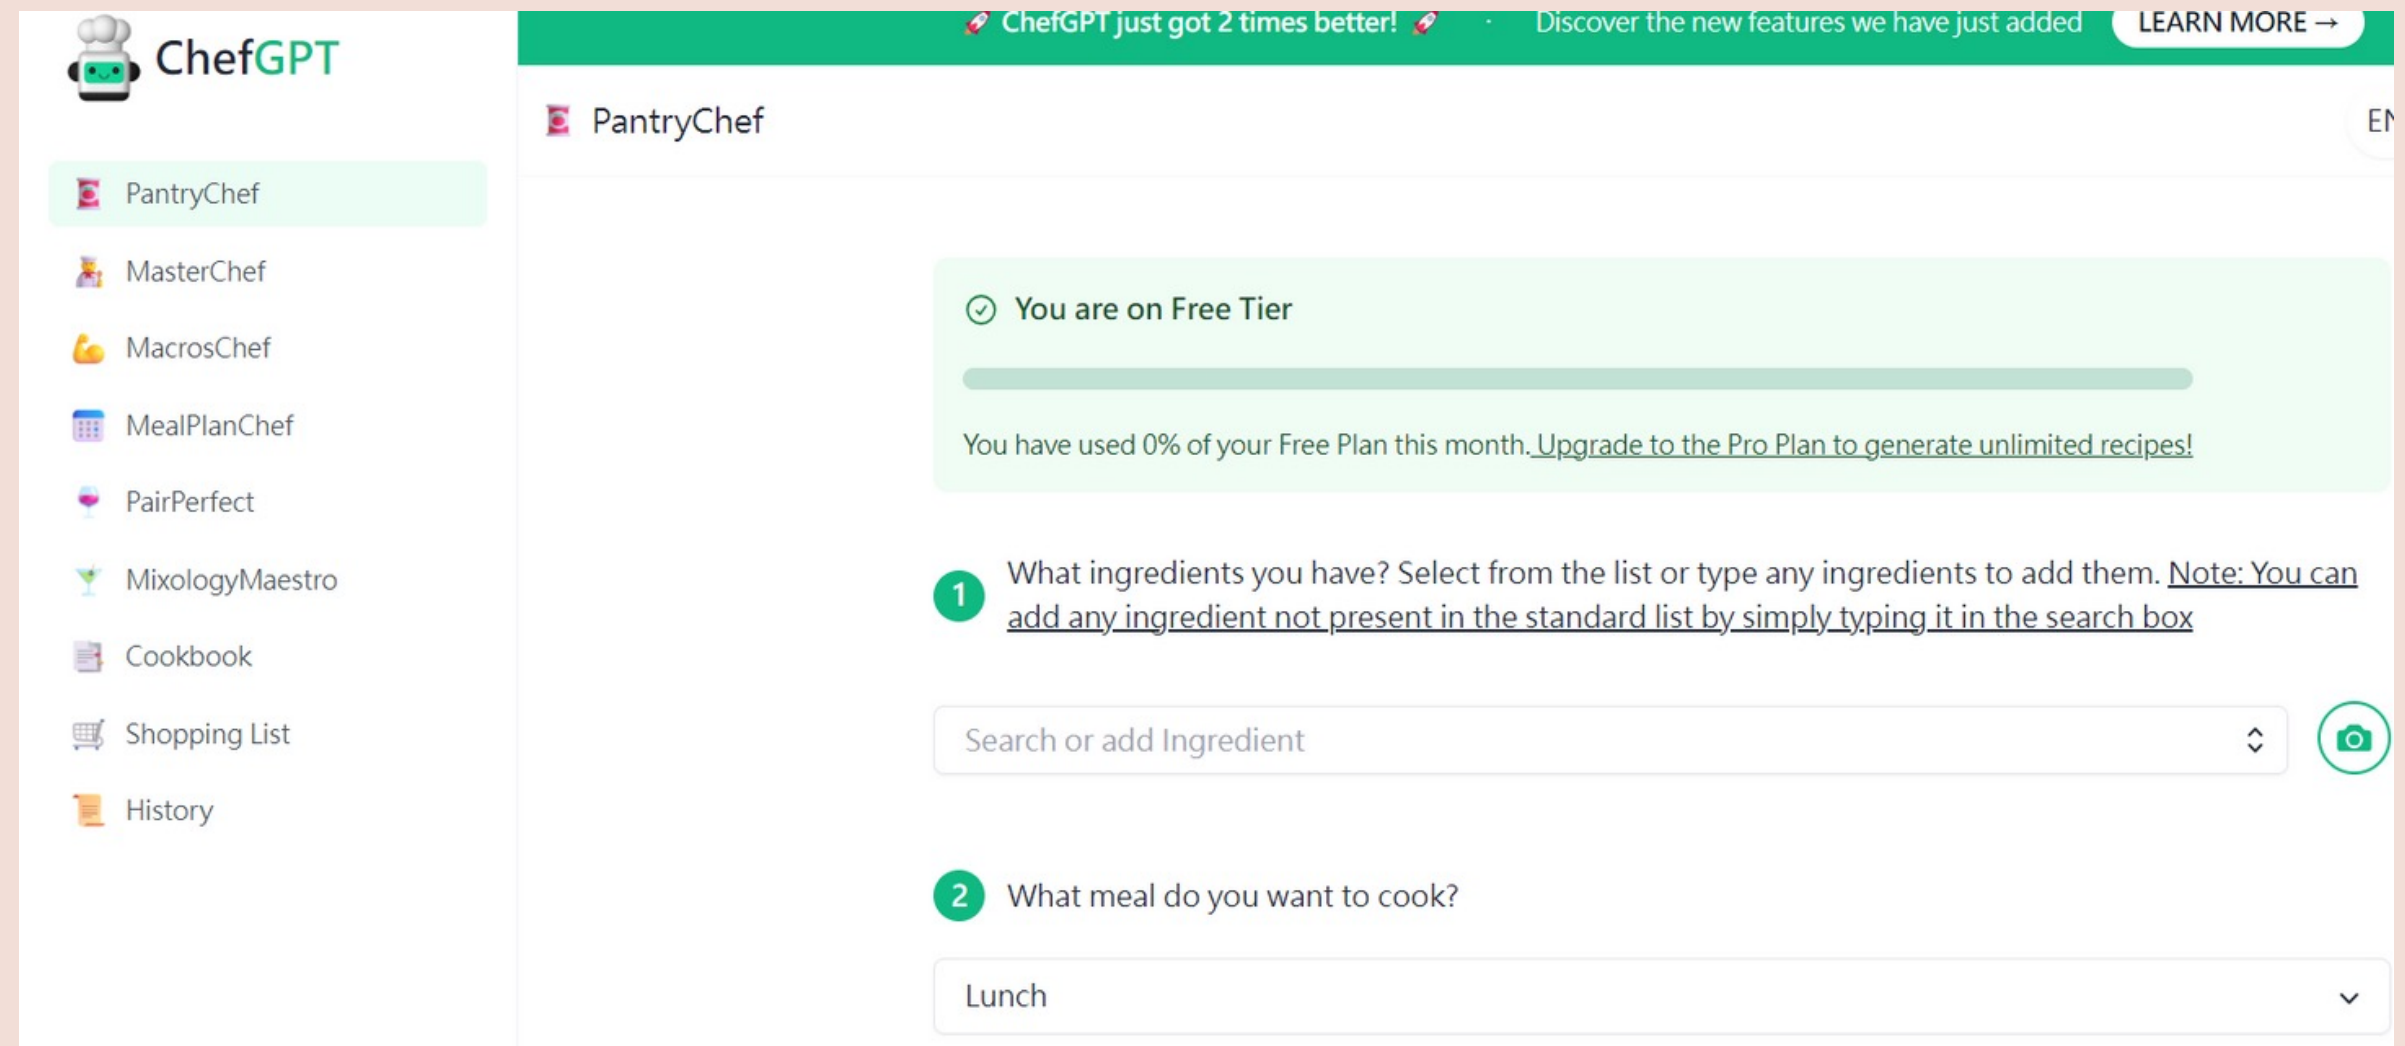 ChefGPT
PantryChef
MasterChef
MacrosChef
MealPlanChef
PairPerfect
MixologyMaestro
Cookbook
Shopping List
History
ChefGPT just got 2 times better! · Discover the new features we have just added LEARN MORE →
PantryChef
EN
You are on Free Tier
You have used 0% of your Free Plan this month. Upgrade to the Pro Plan to generate unlimited recipes!
1 What ingredients you have? Select from the list or type any ingredients to add them. Note: You can
add any ingredient not present in the standard list by simply typing it in the search box
Search or add Ingredient
2 What meal do you want to cook?
Lunch